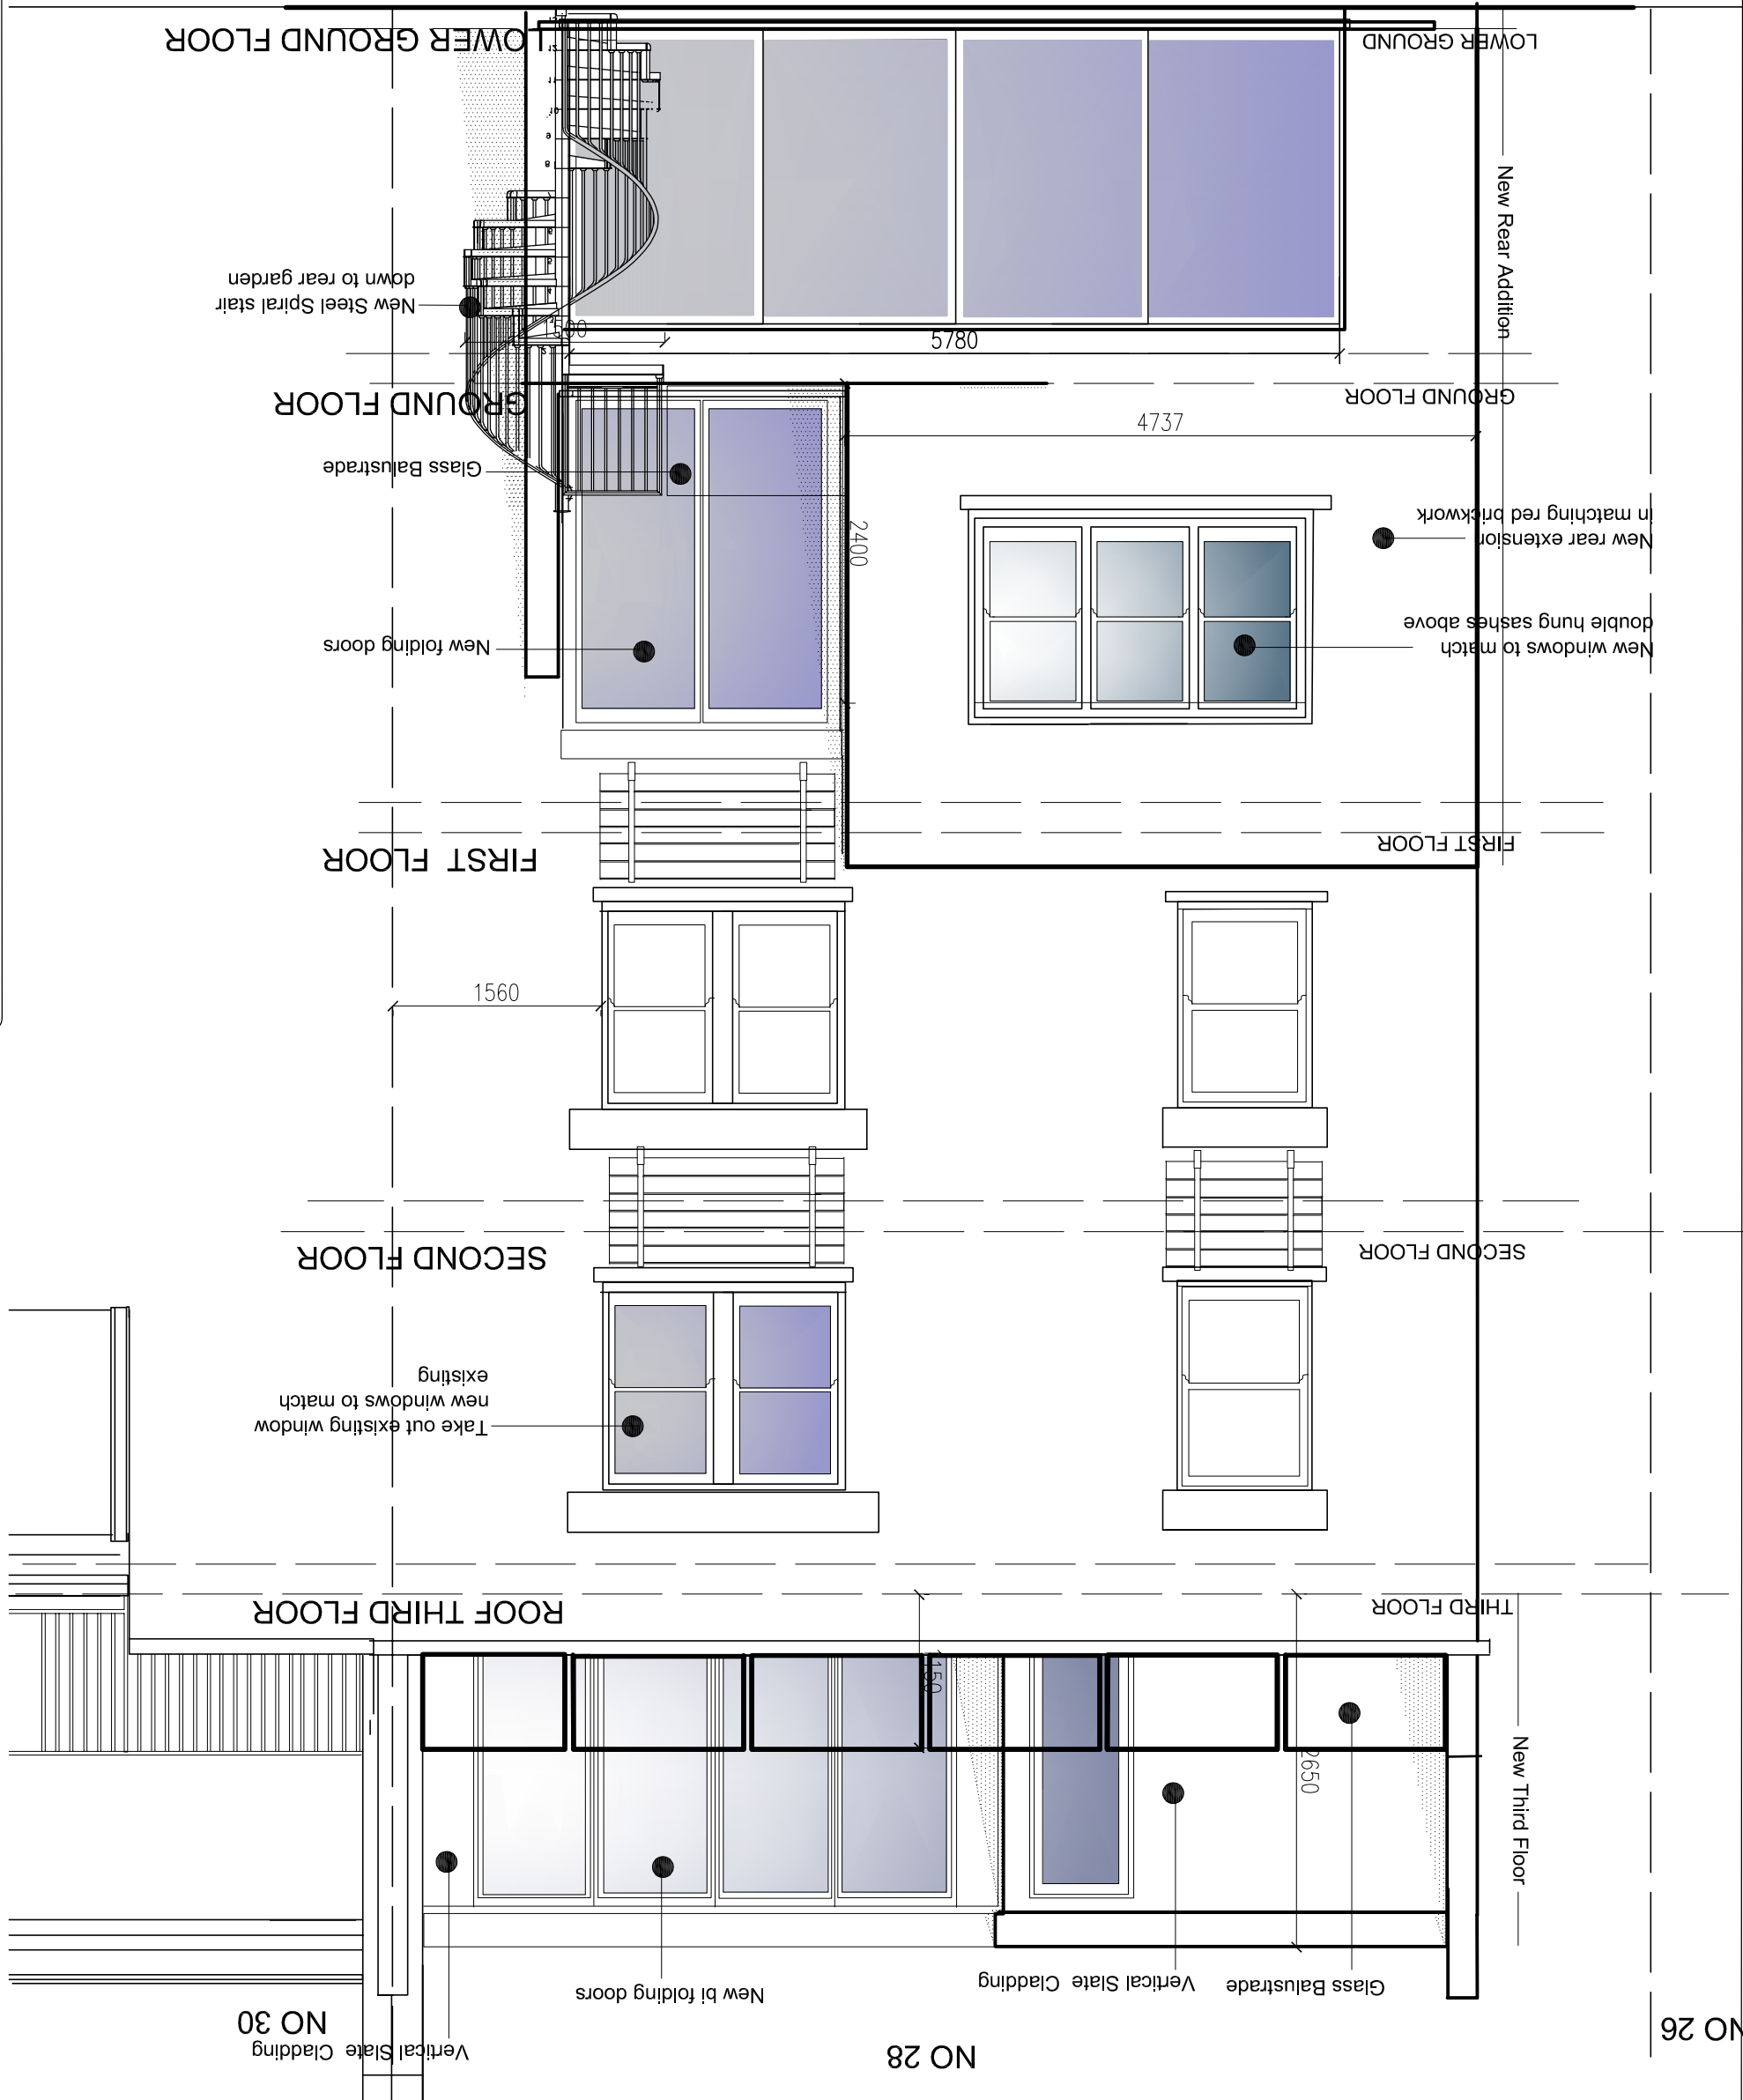 NO 26
NO 28
NO 30
Vertical Slate Cladding
Glass Balustrade
Vertical Slate Cladding
New bi folding doors
New Third Floor
2650
THIRD FLOOR
ROOF THIRD FLOOR
Take out existing window
new windows to match
existing
SECOND FLOOR
SECOND FLOOR
1560
FIRST FLOOR
FIRST FLOOR
New windows to match
double hung sashes above
New folding doors
New rear extension
in matching red brickwork
2400
Glass Balustrade
4737
GROUND FLOOR
GROUND FLOOR
5780
New Steel Spiral stair
down to rear garden
New Rear Addition
LOWER GROUND
LOWER GROUND FLOOR